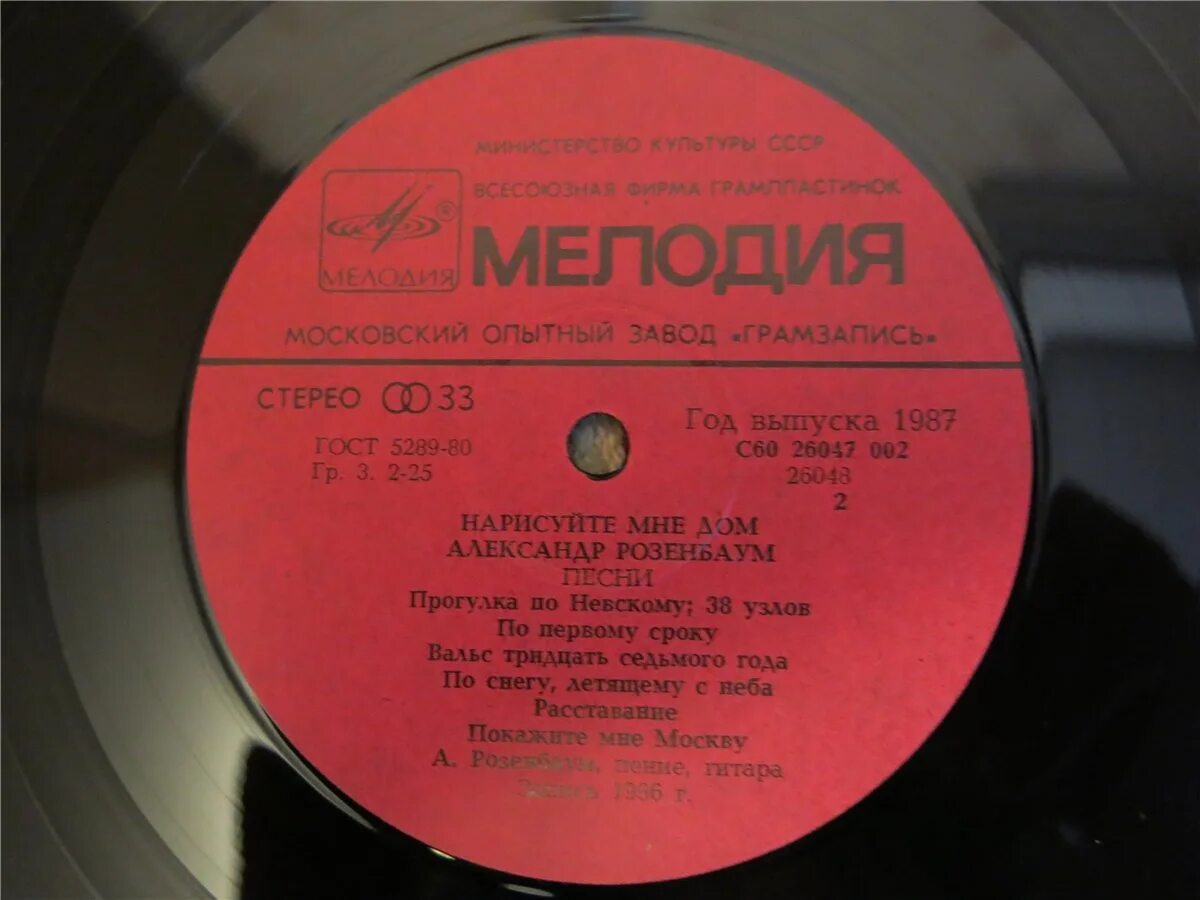 МИНИСТЕРСТВО КУЛЬТУРЫ СССР
ВСЕСОЮЗНАЯ ФИРМА ГРАМПЛАСТИНОК
МЕЛОДИЯ ®
МЕЛОДИЯ
МОСКОВСКИЙ ОПЫТНЫЙ ЗАВОД «ГРАМЗАПИСЬ»
СТЕРЕО 33
Год выпуска 1987
ГОСТ 5289-80
С60 26047 002
Гр. 3. 2-25
26048
2
НАРИСУЙТЕ МНЕ ДОМ
АЛЕКСАНДР РОЗЕНБАУМ
ПЕСНИ
Прогулка по Невскому; 38 узлов
По первому сроку
Вальс тридцать седьмого года
По снегу, летящему с неба
Расставание
Покажите мне Москву
А. Розенбаум, пение, гитара
Запись 1986 г.